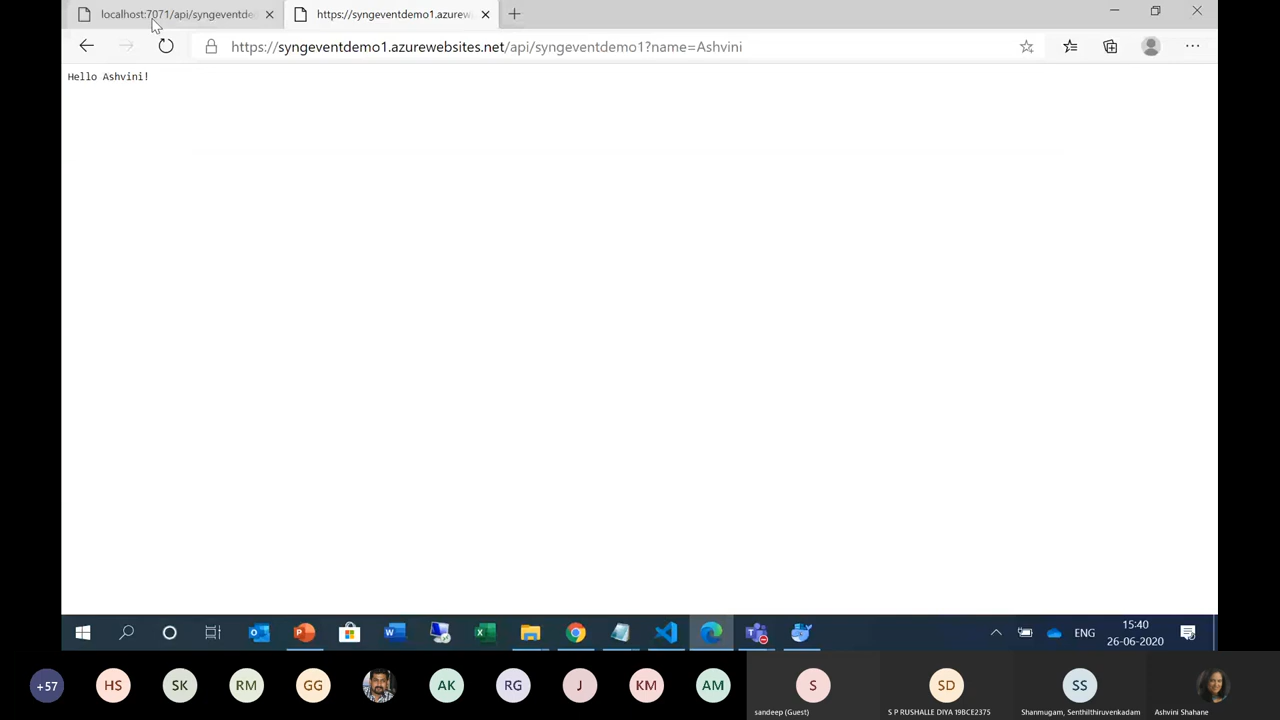 localhost:7071/api/syngeventde
https://syngeventdemo1.azurew
https://syngeventdemo1.azurewebsites.net/api/syngeventdemo1?name=Ashvini
Hello Ashvini!
ENG
15:40
26-06-2020
+57
HS
SK
RM
GG
AK
RG
J
KM
AM
S
SD
SS
sandeep (Guest)
S P RUSHALLE DIYA 19BCE2375
Shanmugam, Senthilthiruvenkadam
Ashvini Shahane